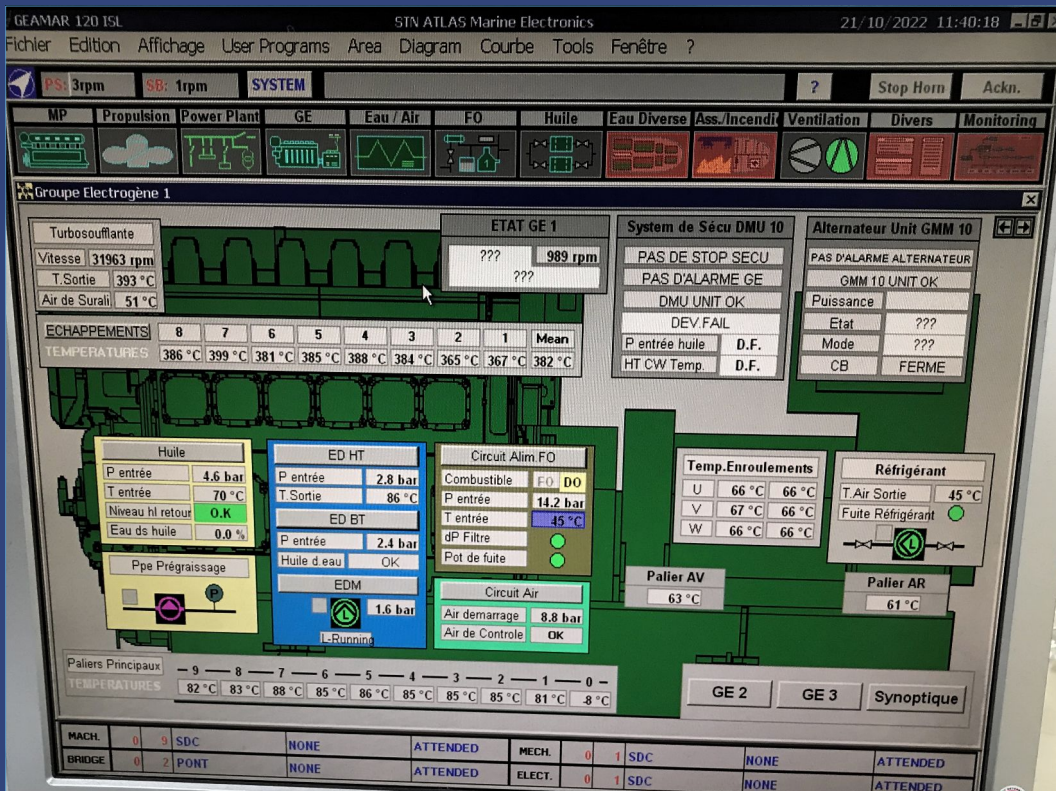 GEAMAR 120 ISL STN ATLAS Marine Electronics 21/10/2022 11:40:18
Fichier Edition Affichage User Programs Area Diagram Courbe Tools Fenêtre ?
PS: 3rpm SB: 1rpm SYSTEM ? Stop Horn Ackn.
MP Propulsion Power Plant GE Eau / Air FO Huile Eau Diverse Ass./Incendi Ventilation Divers Monitoring
Groupe Electrogène 1
Turbosoufflante
Vitesse 31963 rpm
T.Sortie 393 °C
Air de Surali 51 °C
ETAT GE 1
??? 989 rpm
???
System de Sécu DMU 10
PAS DE STOP SECU
PAS D'ALARME GE
DMU UNIT OK
DEV.FAIL
P entrée huile D.F.
HT CW Temp. D.F.
Alternateur Unit GMM 10
PAS D'ALARME ALTERNATEUR
GMM 10 UNIT OK
Puissance
Etat ???
Mode ???
CB FERME
ECHAPPEMENTS 8 7 6 5 4 3 2 1 Mean
TEMPERATURES 386 °C 399 °C 381 °C 385 °C 388 °C 384 °C 365 °C 367 °C 382 °C
Huile
P entrée 4.6 bar
T entrée 70 °C
Niveau hl retour O.K
Eau ds huile 0.0 %
Ppe Prégraissage
P
ED HT
P entrée 2.8 bar
T.Sortie 86 °C
ED BT
P entrée 2.4 bar
Huile d.eau OK
EDM
L 1.6 bar
L-Running
Circuit Alim.FO
Combustible FO DO
P entrée 14.2 bar
T entrée 45 °C
dP Filtre
Pot de fuite
Circuit Air
Air demarage 8.8 bar
Air de Controle OK
Temp.Enroulements
U 66 °C 66 °C
V 67 °C 66 °C
W 66 °C 66 °C
Réfrigérant
T.Air Sortie 45 °C
Fuite Réfrigérant
L
Palier AV
63 °C
Palier AR
61 °C
Paliers Principaux – 9 – 8 – 7 – 6 – 5 – 4 – 3 – 2 – 1 – 0 –
TEMPERATURES 82 °C 83 °C 88 °C 85 °C 86 °C 85 °C 85 °C 85 °C 81 °C -8 °C
GE 2 GE 3 Synoptique
MACH. 0 9 SDC NONE ATTENDED MECH. 0 1 SDC NONE ATTENDED
BRIDGE 0 2 PONT NONE ATTENDED ELECT. 0 1 SDC NONE ATTENDED